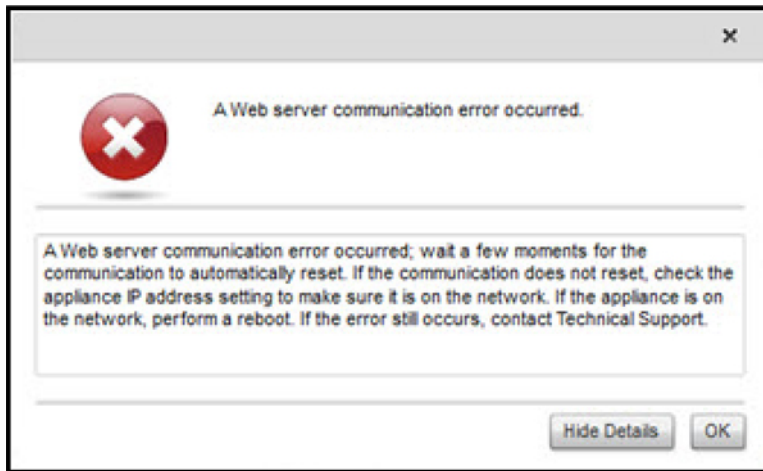 A Web server communication error occurred.
A Web server communication error occurred; wait a few moments for the
communication to automatically reset. If the communication does not reset, check the
appliance IP address setting to make sure it is on the network. If the appliance is on
the network, perform a reboot. If the error still occurs, contact Technical Support.
Hide Details OK